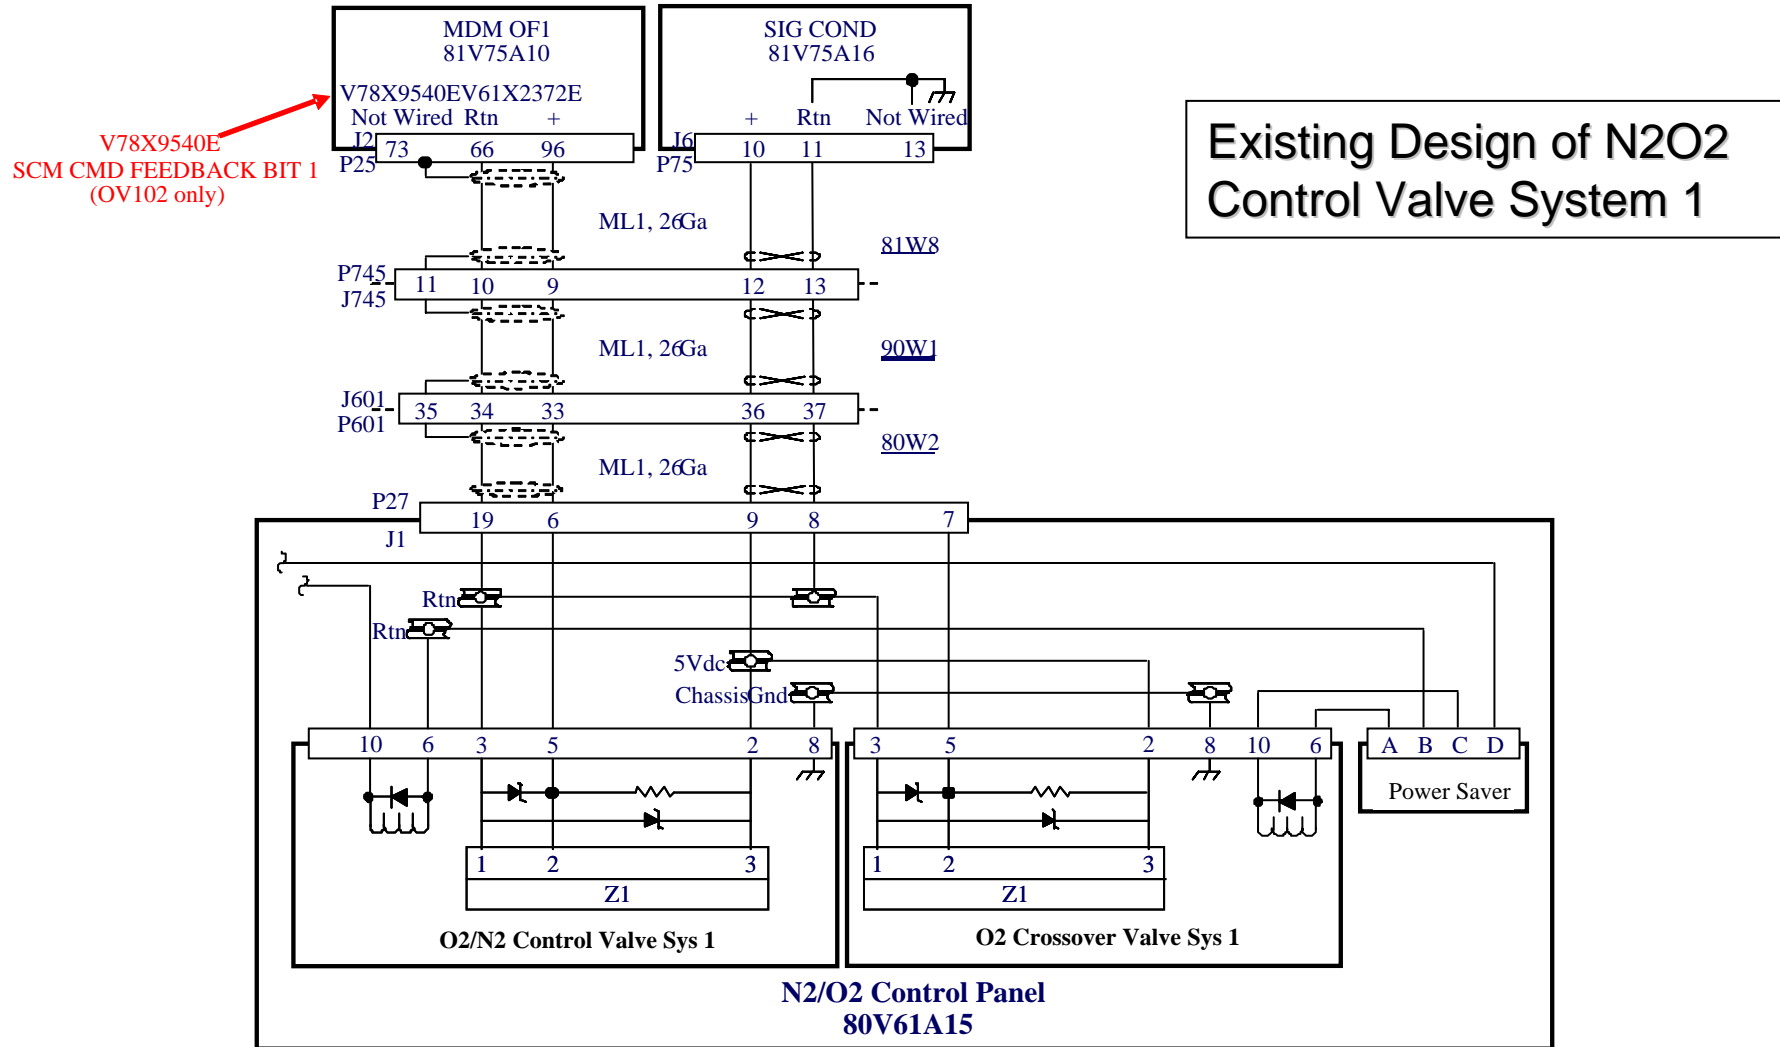 MDM OF1
81V75A10
V78X9540EV61X2372E
Not Wired Rtn +
J2 73 66 96
P25
SIG COND
81V75A16
+ Rtn Not Wired
J6 10 11 13
P75
V78X9540E
SCM CMD FEEDBACK BIT 1
(OV102 only)
Existing Design of N2O2
Control Valve System 1
ML1, 26Ga
81W8
P745
J745
11 10 9 12 13
ML1, 26Ga
90W1
J601
P601
35 34 33 36 37
80W2
ML1, 26Ga
P27
J1
19 6 9 8 7
Rtn
Rtn
5Vdc
ChassisGnd
10 6 3 5 2 8
3 5 2 8 10 6
A B C D
Power Saver
1 2 3
Z1
1 2 3
Z1
O2/N2 Control Valve Sys 1
O2 Crossover Valve Sys 1
N2/O2 Control Panel
80V61A15